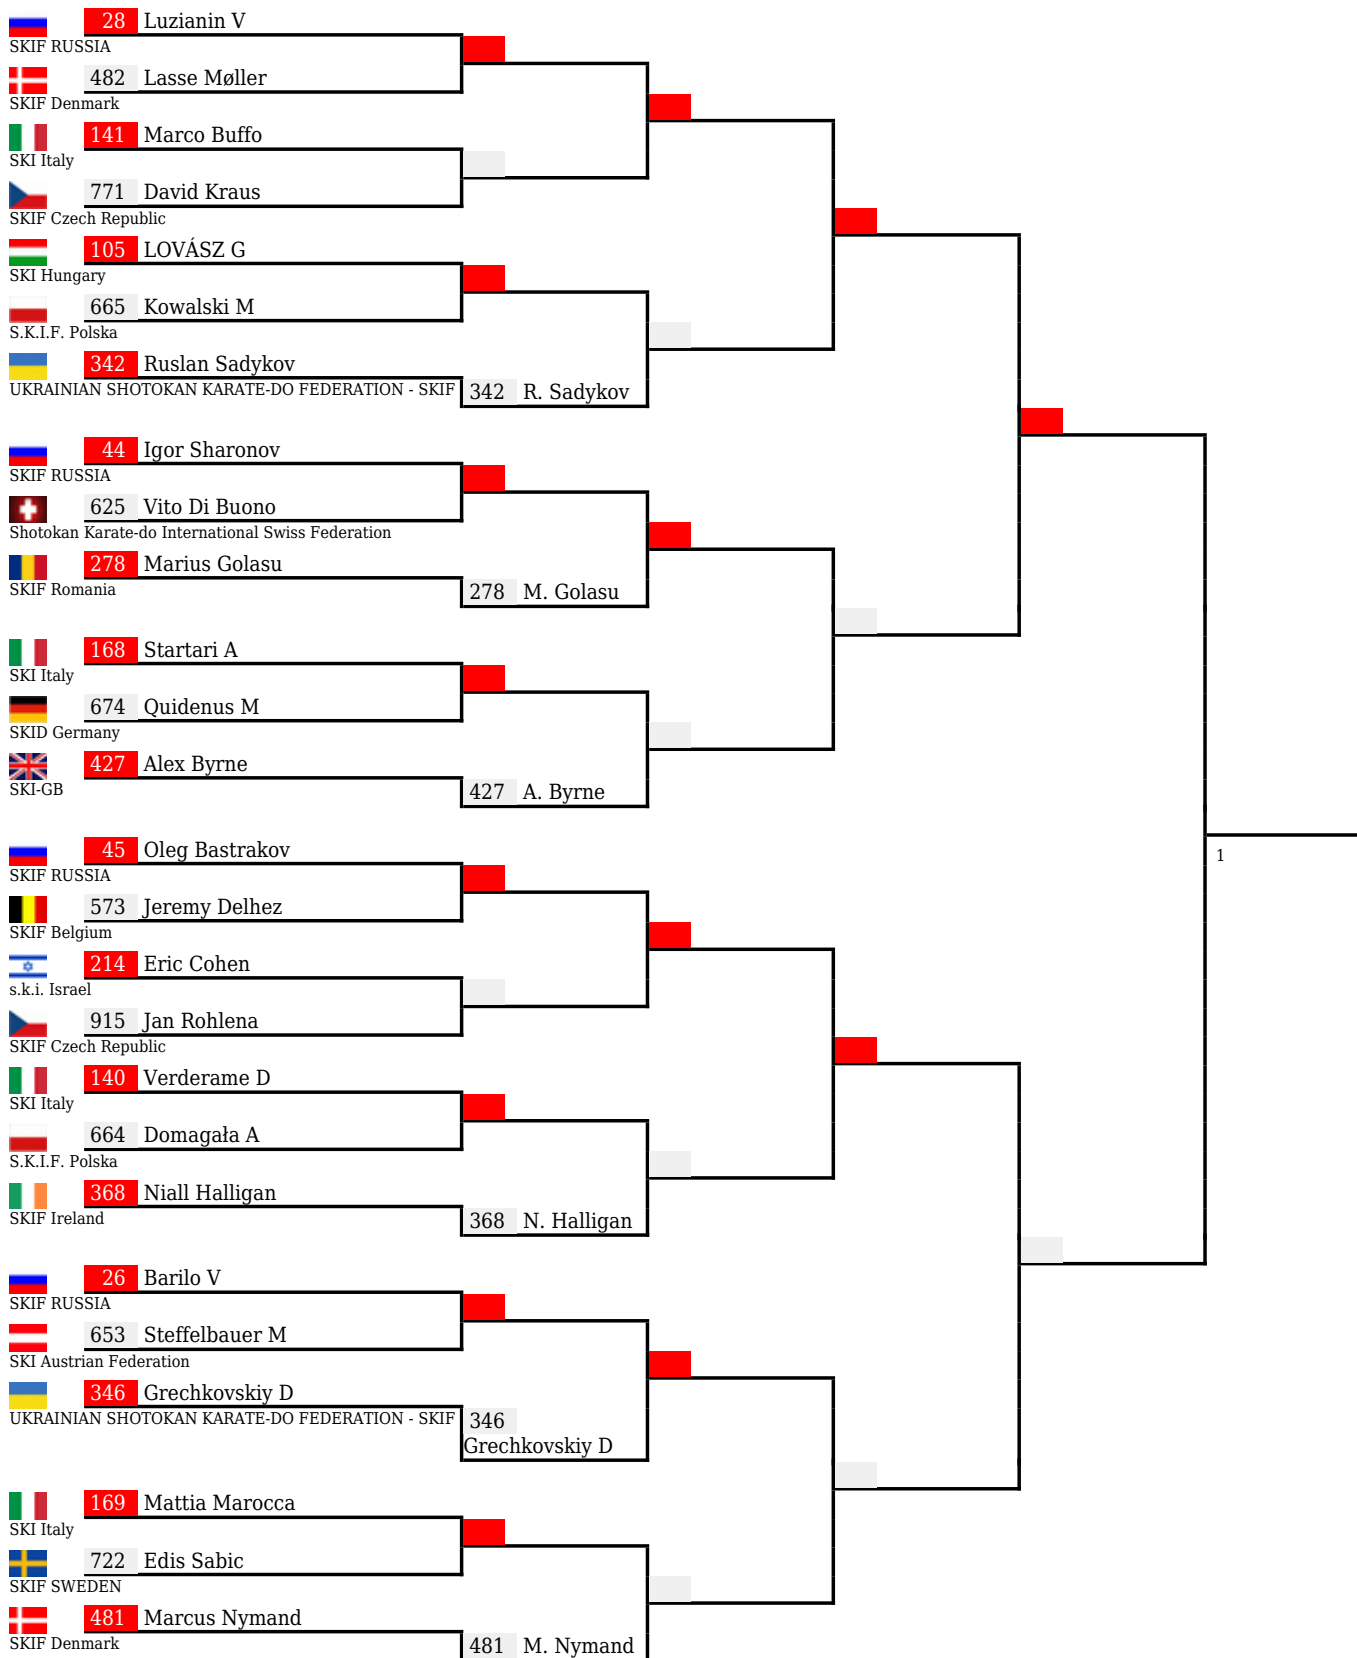 28 Luzianin V
SKIF RUSSIA
482 Lasse Møller
SKIF Denmark
141 Marco Buffo
SKI Italy
771 David Kraus
SKIF Czech Republic
105 LOVÁSZ G
SKI Hungary
665 Kowalski M
S.K.I.F. Polska
342 Ruslan Sadykov
UKRAINIAN SHOTOKAN KARATE-DO FEDERATION - SKIF
342 R. Sadykov
44 Igor Sharonov
SKIF RUSSIA
625 Vito Di Buono
Shotokan Karate-do International Swiss Federation
278 Marius Golasu
SKIF Romania
278 M. Golasu
168 Startari A
SKI Italy
674 Quidenus M
SKID Germany
427 Alex Byrne
SKI-GB
427 A. Byrne
45 Oleg Bastrakov
1
SKIF RUSSIA
573 Jeremy Delhez
SKIF Belgium
214 Eric Cohen
s.k.i. Israel
915 Jan Rohlena
SKIF Czech Republic
140 Verderame D
SKI Italy
664 Domagała A
S.K.I.F. Polska
368 Niall Halligan
SKIF Ireland
368 N. Halligan
26 Barilo V
SKIF RUSSIA
653 Steffelbauer M
SKI Austrian Federation
346 Grechkovskiy D
UKRAINIAN SHOTOKAN KARATE-DO FEDERATION - SKIF
346
Grechkovskiy D
169 Mattia Marocca
SKI Italy
722 Edis Sabic
SKIF SWEDEN
481 Marcus Nymand
SKIF Denmark
481 M. Nymand